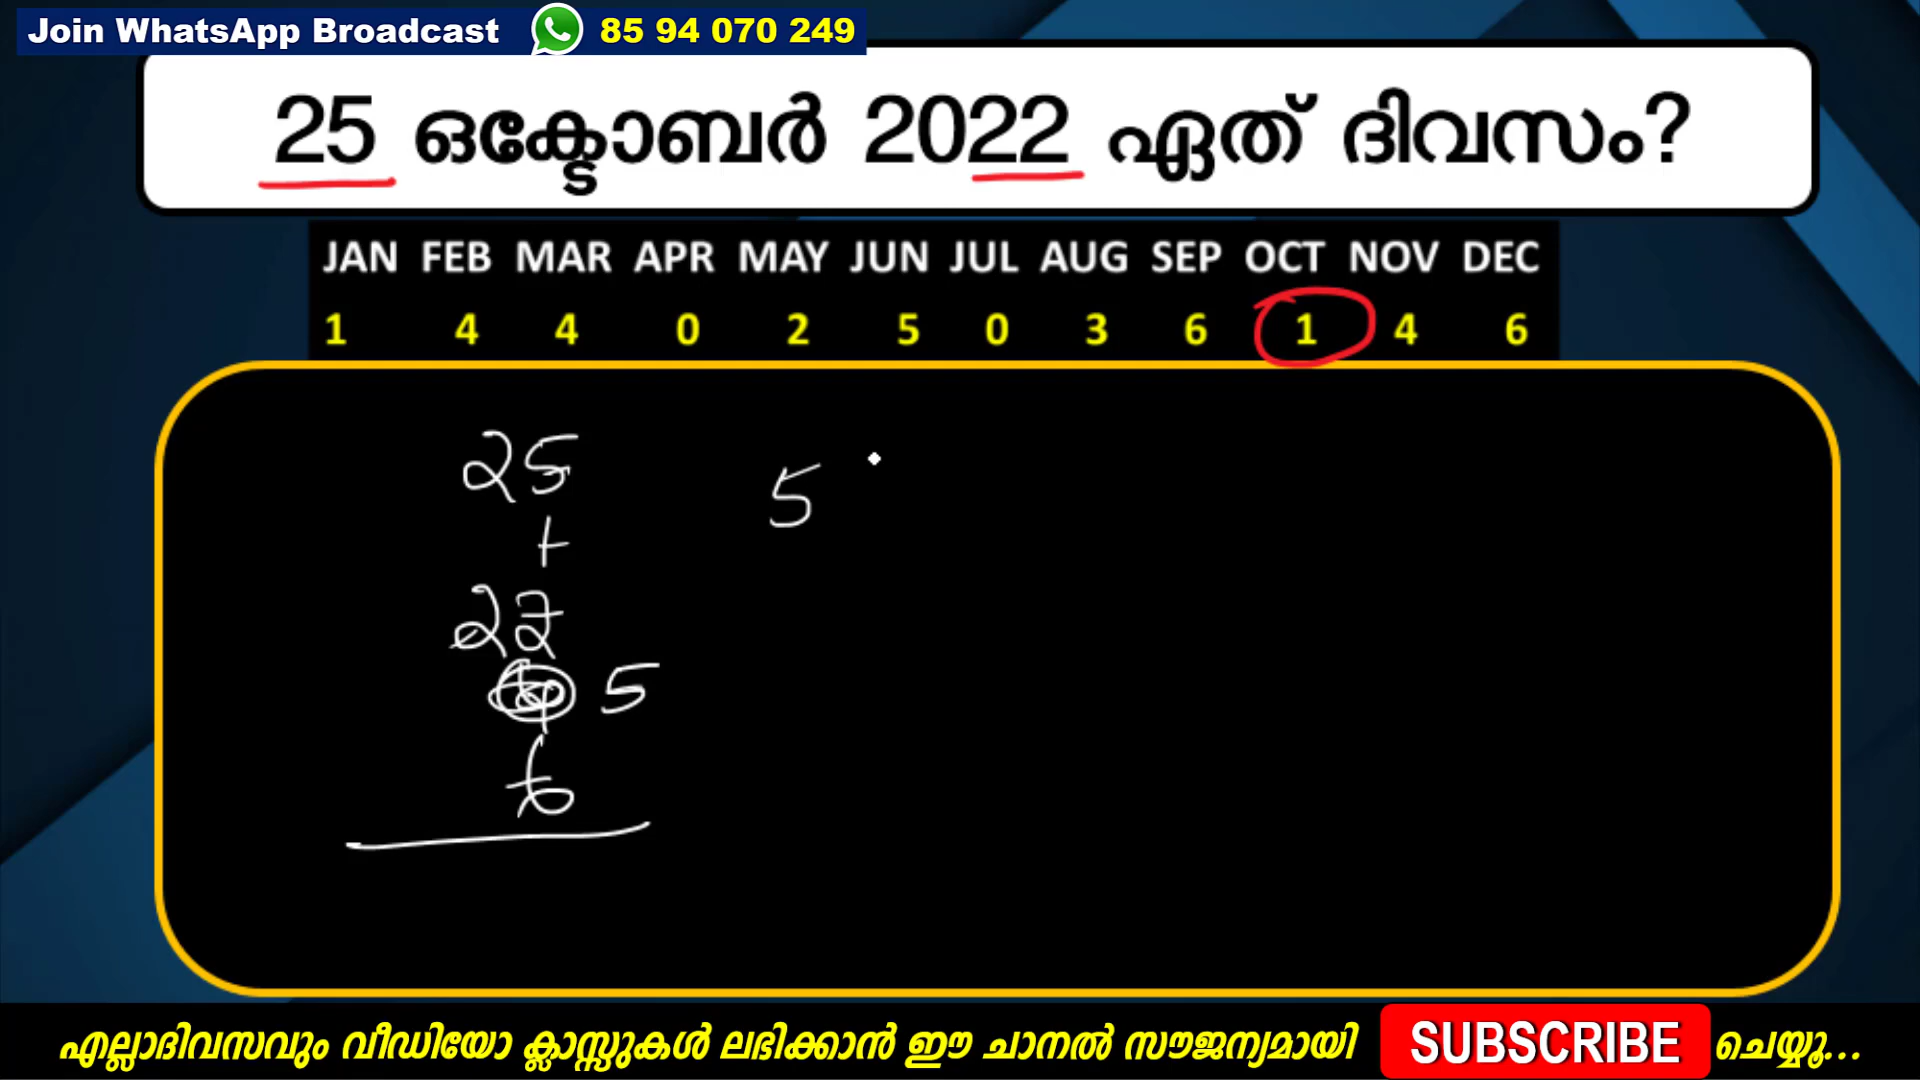 Join WhatsApp Broadcast 85 94 070 249
25 ഒക്ടോബർ 2022 ഏത് ദിവസം?
JAN FEB MAR APR MAY JUN JUL AUG SEP OCT NOV DEC
1 4 4 0 2 5 0 3 6 1 4 6
25 5
+
22
5
6
എല്ലാദിവസവും വീഡിയോ ക്ലാസ്സുകൾ ലഭിക്കാൻ ഈ ചാനൽ സൗജന്യമായി SUBSCRIBE ചെയ്യൂ...